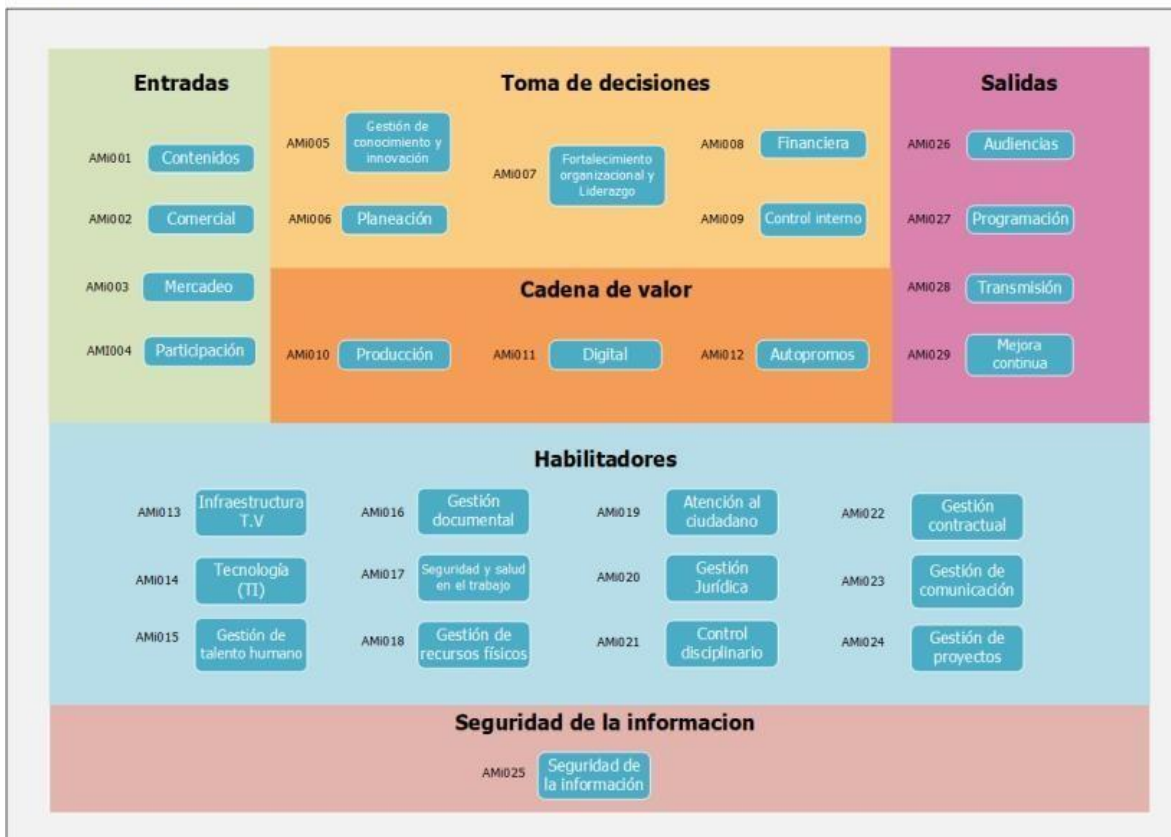 Entradas
AMi001 Contenidos
AMi002 Comercial
AMi003 Mercadeo
AMI004 Participación
Toma de decisiones
AMi005
Gestión de
conocimiento y
innovación
AMi006 Planeación
AMi007
Fortalecimiento
organizacional y
Liderazgo
AMi008 Financiera
AMi009 Control interno
Cadena de valor
AMi010 Producción
AMi011 Digital
AMi012 Autopromos
Salidas
AMi026 Audiencias
AMi027 Programación
AMi028 Transmisión
AMi029
Mejora
continua
Habilitadores
AMi013
Infraestructura
T.V
AMi014
Tecnología
(TI)
AMi015
Gestión de
talento humano
AMi016
Gestión
documental
AMi017
Seguridad y salud
en el trabajo
AMi018
Gestión de
recursos físicos
AMi019
Atención al
ciudadano
AMi020
Gestión
Jurídica
AMi021
Control
disciplinario
AMi022
Gestión
contractual
AMi023
Gestión de
comunicación
AMi024
Gestión de
proyectos
Seguridad de la informacion
AMi025
Seguridad de
la información